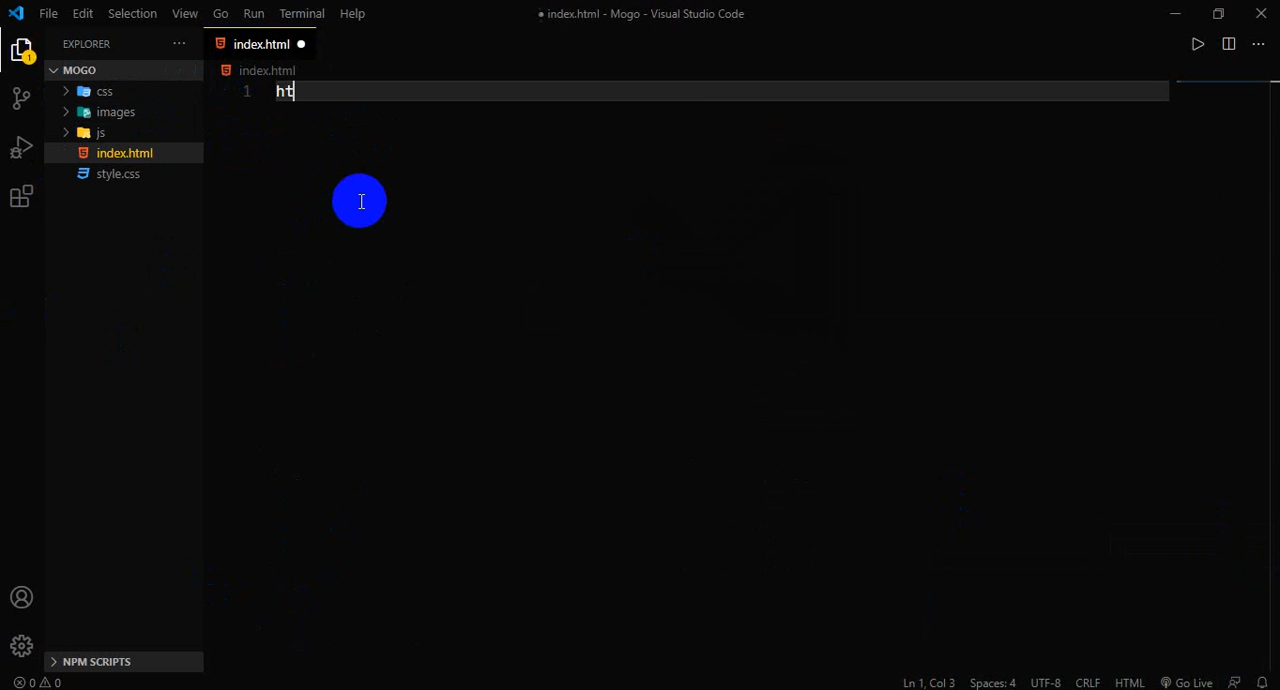 File Edit Selection View Go Run Terminal Help
● index.html - Mogo - Visual Studio Code
EXPLORER ···
index.html ●
MOGO
index.html
css
images
js
index.html
style.css
1 ht
1
NPM SCRIPTS
0 0
Ln 1, Col 3 Spaces: 4 UTF-8 CRLF HTML Go Live